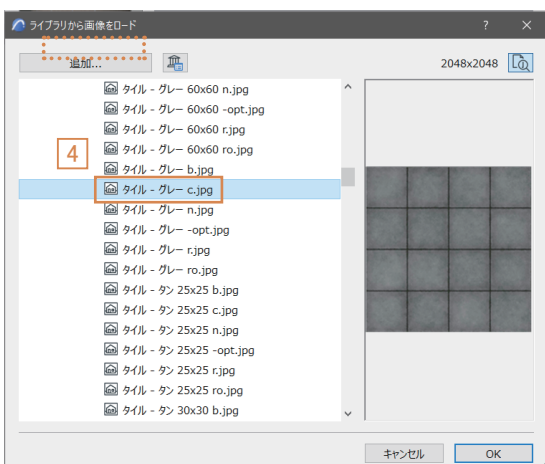 ライブラリから画像をロード
追加...
2048x2048
タイル - グレー 60x60 n.jpg
タイル - グレー 60x60 -opt.jpg
タイル - グレー 60x60 r.jpg
タイル - グレー 60x60 ro.jpg
4
タイル - グレー b.jpg
タイル - グレー c.jpg
タイル - グレー n.jpg
タイル - グレー -opt.jpg
タイル - グレー r.jpg
タイル - グレー ro.jpg
タイル - タン 25x25 b.jpg
タイル - タン 25x25 c.jpg
タイル - タン 25x25 n.jpg
タイル - タン 25x25 -opt.jpg
タイル - タン 25x25 r.jpg
タイル - タン 25x25 ro.jpg
タイル - タン 30x30 b.jpg
キャンセル
OK